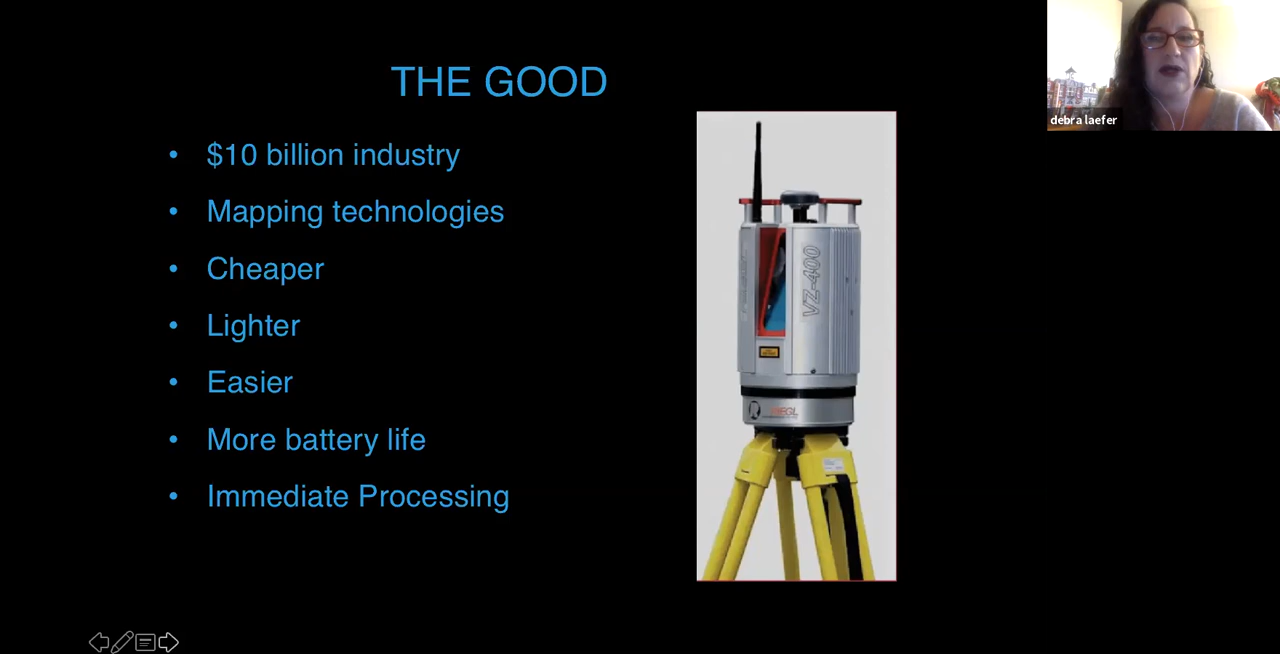 THE GOOD
• $10 billion industry
• Mapping technologies
• Cheaper
• Lighter
• Easier
• More battery life
• Immediate Processing
VZ-400
RIEGL
debra laefer